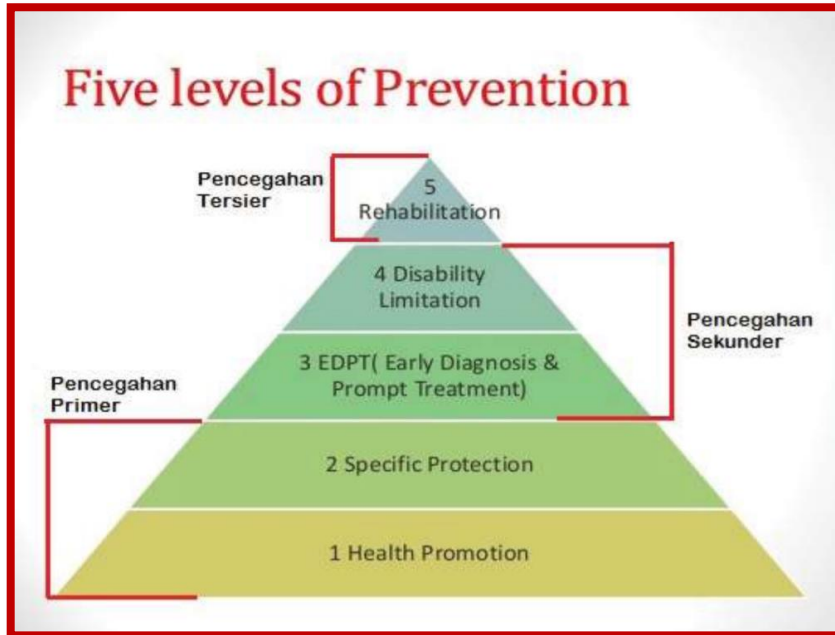 Five levels of Prevention
Pencegahan
Tersier
5
Rehabilitation
4 Disability
Limitation
Pencegahan
Sekunder
3 EDPT( Early Diagnosis &
Prompt Treatment)
Pencegahan
Primer
2 Specific Protection
1 Health Promotion